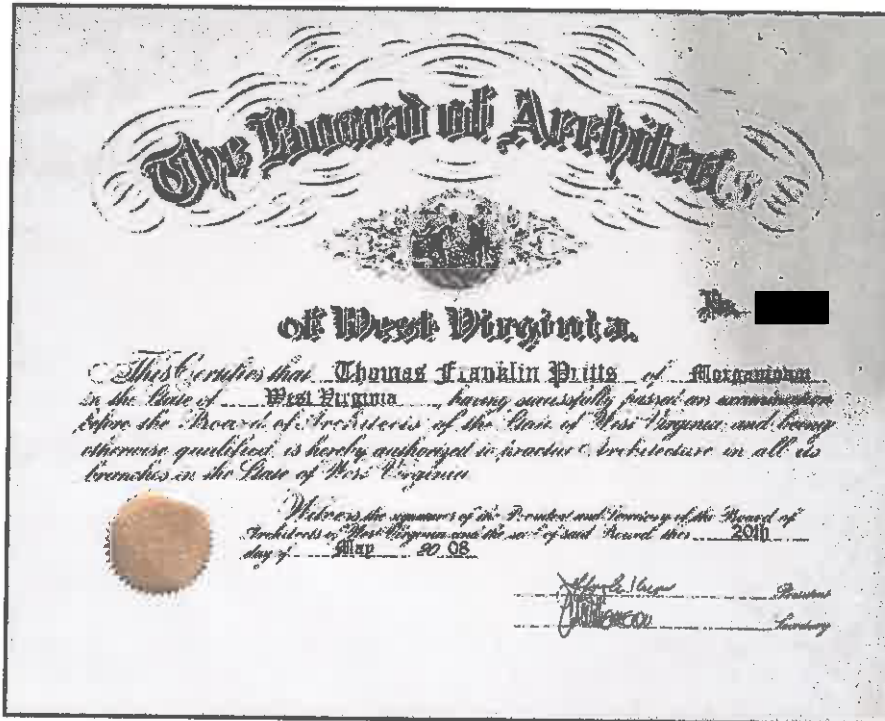 The Board of Architects
of West Virginia.
No.
This Certifies that Thomas Franklin Pritts of Morgantown
in the State of West Virginia having successfully passed an examination
before the Board of Architects of the State of West Virginia and being
otherwise qualified is hereby authorized to practice Architecture in all its
branches in the State of West Virginia
Witness the signatures of the President and Secretary of the Board of
Architects of West Virginia and the seal of said Board this 20th
day of May 20 08
President
Secretary